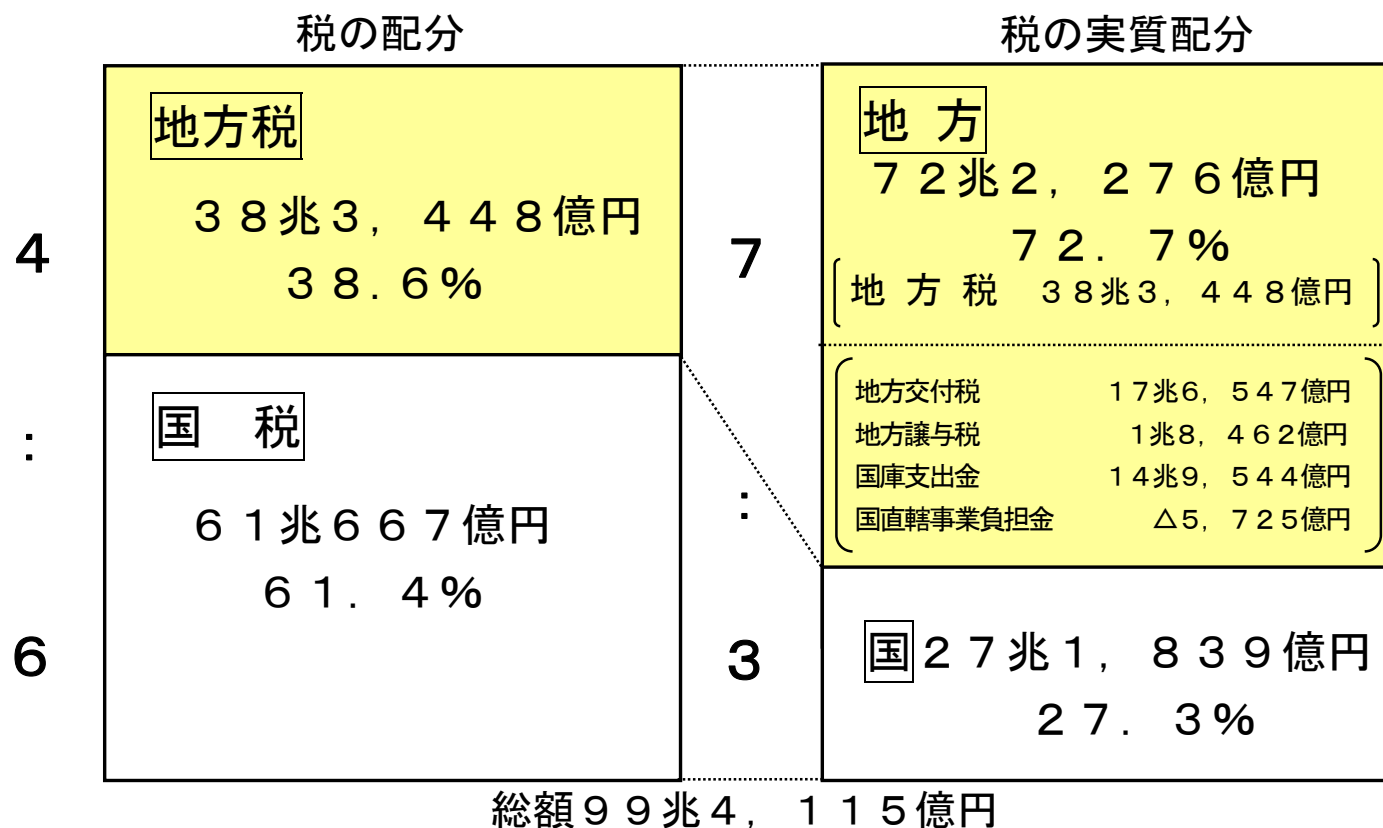 税の配分
地方税
３８兆３，４４８億円
３８.６％
国　税
６１兆６６７億円
６１．４％
4
：
6
税の実質配分
地 方
７２兆２，２７６億円
７２．７％
地 方 税　３８兆３，４４８億円
地方交付税　１７兆６，５４７億円
地方譲与税　１兆８，４６２億円
国庫支出金　１４兆９，５４４億円
国直轄事業負担金　△５，７２５億円
国２７兆１，８３９億円
２７．３％
7
：
3
総額９９兆４，１１５億円